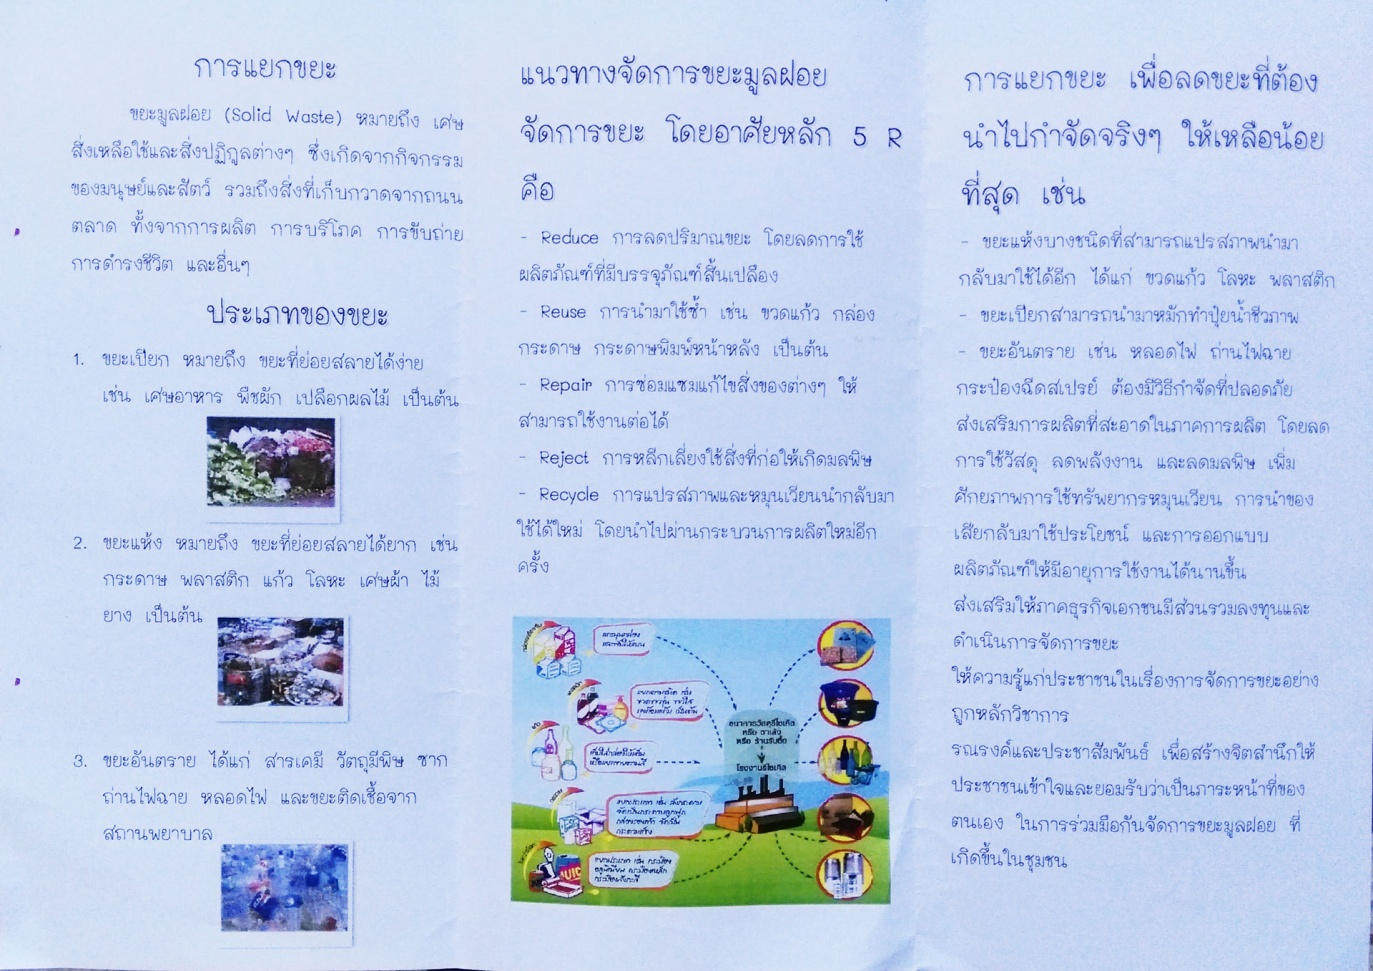 การแยกขยะ
ขยะมูลฝอย (Solid Waste) หมายถึง เศษ
สิ่งเหลือใช้และสิ่งปฏิกูลต่างๆ ซึ่งเกิดจากกิจกรรม
ของมนุษย์และสัตว์ รวมถึงสิ่งที่เก็บกวาดจากถนน
ตลาด ทั้งจากการผลิต การบริโภค การขับถ่าย
การดำรงชีวิต และอื่นๆ
ประเภทของขยะ
1. ขยะเปียก หมายถึง ขยะที่ย่อยสลายได้ง่าย
เช่น เศษอาหาร พืชผัก เปลือกผลไม้ เป็นต้น
2. ขยะแห้ง หมายถึง ขยะที่ย่อยสลายได้ยาก เช่น
กระดาษ พลาสติก แก้ว โลหะ เศษผ้า ไม้
ยาง เป็นต้น
3. ขยะอันตราย ได้แก่ สารเคมี วัตถุมีพิษ ซาก
ถ่านไฟฉาย หลอดไฟ และขยะติดเชื้อจาก
สถานพยาบาล
แนวทางจัดการขยะมูลฝอย
จัดการขยะ โดยอาศัยหลัก 5 R
คือ
- Reduce การลดปริมาณขยะ โดยลดการใช้
ผลิตภัณฑ์ที่มีบรรจุภัณฑ์สิ้นเปลือง
- Reuse การนำมาใช้ซ้ำ เช่น ขวดแก้ว กล่อง
กระดาษ กระดาษพิมพ์หน้าหลัง เป็นต้น
- Repair การซ่อมแซมแก้ไขสิ่งของต่างๆ ให้
สามารถใช้งานต่อได้
- Reject การหลีกเลี่ยงใช้สิ่งที่ก่อให้เกิดมลพิษ
- Recycle การแปรสภาพและหมุนเวียนนำกลับมา
ใช้ได้ใหม่ โดยนำไปผ่านกระบวนการผลิตใหม่อีก
ครั้ง
ธนาคารวัสดุรีไซเคิล
หรือ ซาเล้ง
หรือ ร้านรับซื้อ
โรงงานรีไซเคิล
การแยกขยะ เพื่อลดขยะที่ต้อง
นำไปกำจัดจริงๆ ให้เหลือน้อย
ที่สุด เช่น
- ขยะแห้งบางชนิดที่สามารถแปรสภาพนำมา
กลับมาใช้ได้อีก ได้แก่ ขวดแก้ว โลหะ พลาสติก
- ขยะเปียกสามารถนำมาหมักทำปุ๋ยน้ำชีวภาพ
- ขยะอันตราย เช่น หลอดไฟ ถ่านไฟฉาย
กระป๋องฉีดสเปรย์ ต้องมีวิธีกำจัดที่ปลอดภัย
ส่งเสริมการผลิตที่สะอาดในภาคการผลิต โดยลด
การใช้วัสดุ ลดพลังงาน และลดมลพิษ เพิ่ม
ศักยภาพการใช้ทรัพยากรหมุนเวียน การนำของ
เสียกลับมาใช้ประโยชน์ และการออกแบบ
ผลิตภัณฑ์ให้มีอายุการใช้งานได้นานขึ้น
ส่งเสริมให้ภาคธุรกิจเอกชนมีส่วนรวมลงทุนและ
ดำเนินการจัดการขยะ
ให้ความรู้แก่ประชาชนในเรื่องการจัดการขยะอย่าง
ถูกหลักวิชาการ
รณรงค์และประชาสัมพันธ์ เพื่อสร้างจิตสำนึกให้
ประชาชนเข้าใจและยอมรับว่าเป็นภาระหน้าที่ของ
ตนเอง ในการร่วมมือกันจัดการขยะมูลฝอย ที่
เกิดขึ้นในชุมชน